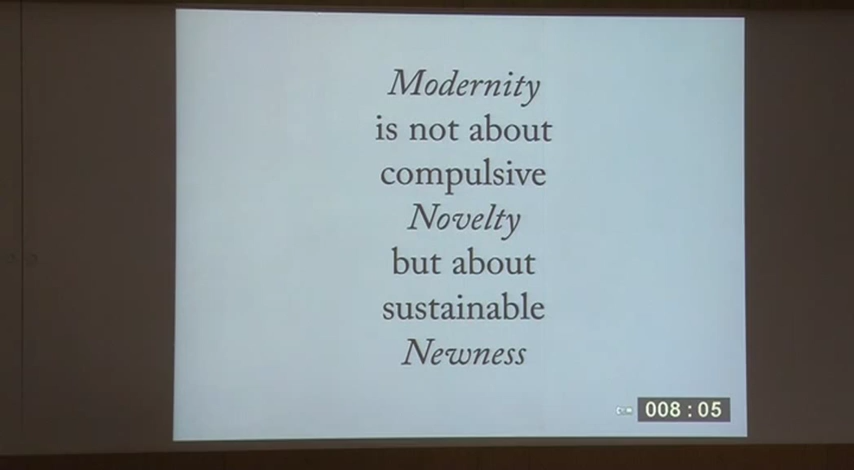 Modernity
is not about
compulsive
Novelty
but about
sustainable
Newness
008 : 05